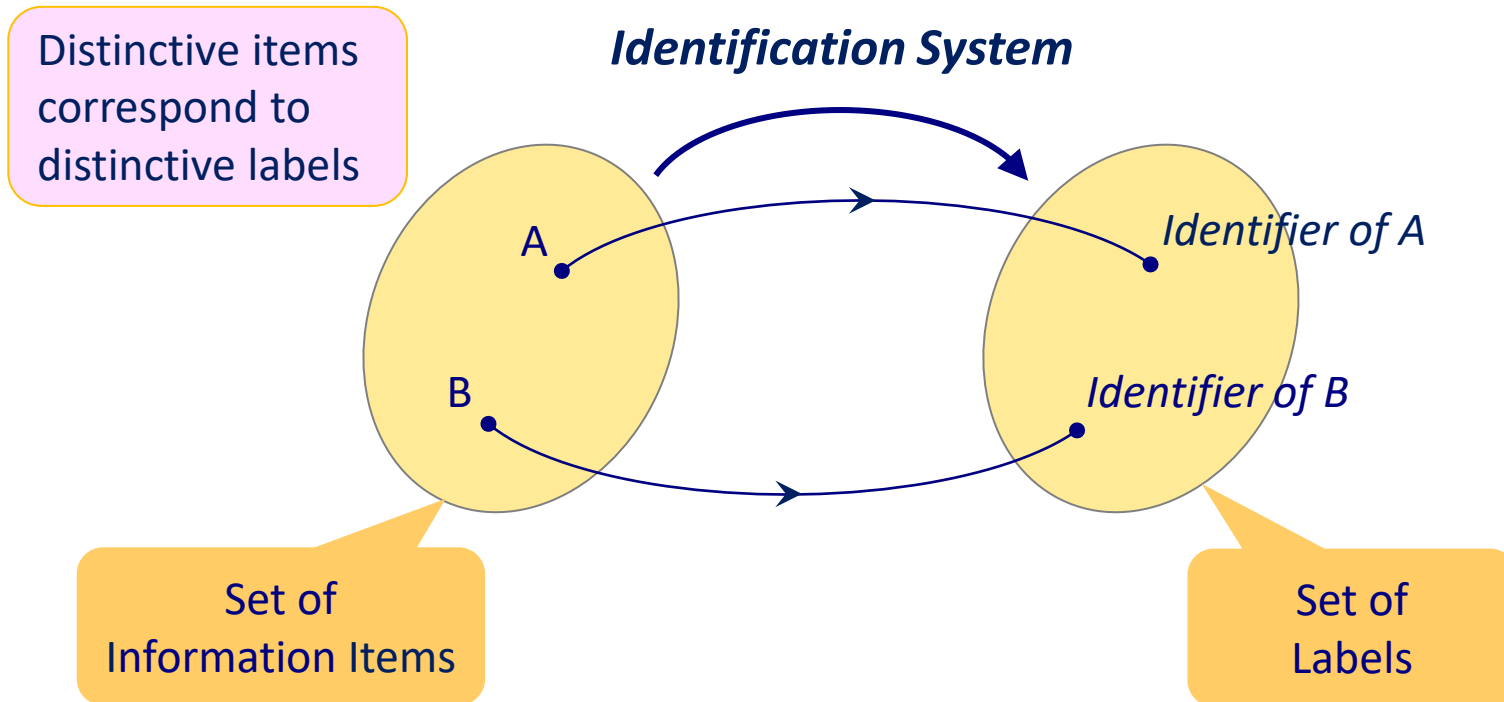 Distinctive items
correspond to
distinctive labels
Identification System
A
Identifier of A
B
Identifier of B
Set of
Information Items
Set of
Labels